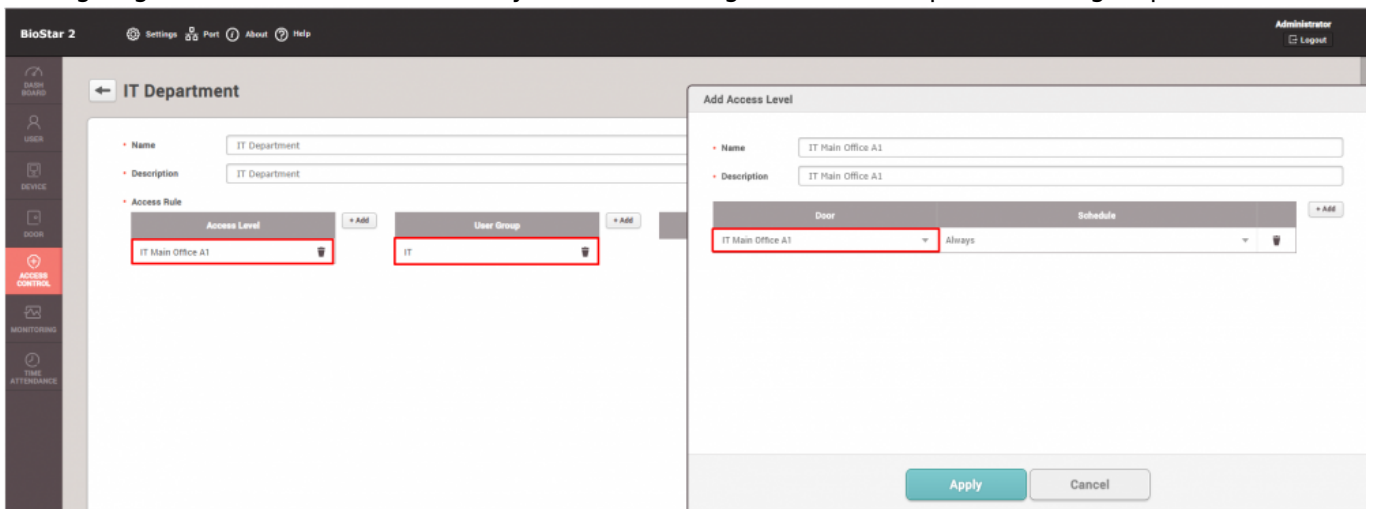 BioStar 2 Settings Port About Help Administrator
Logout
DASH
BOARD
USER
DEVICE
DOOR
ACCESS
CONTROL
MONITORING
TIME
ATTENDANCE
IT Department
Name IT Department
Description IT Department
Access Rule
Access Level + Add User Group + Add
IT Main Office A1 IT
Add Access Level
Name IT Main Office A1
Description IT Main Office A1
Door Schedule + Add
IT Main Office A1 Always
Apply Cancel